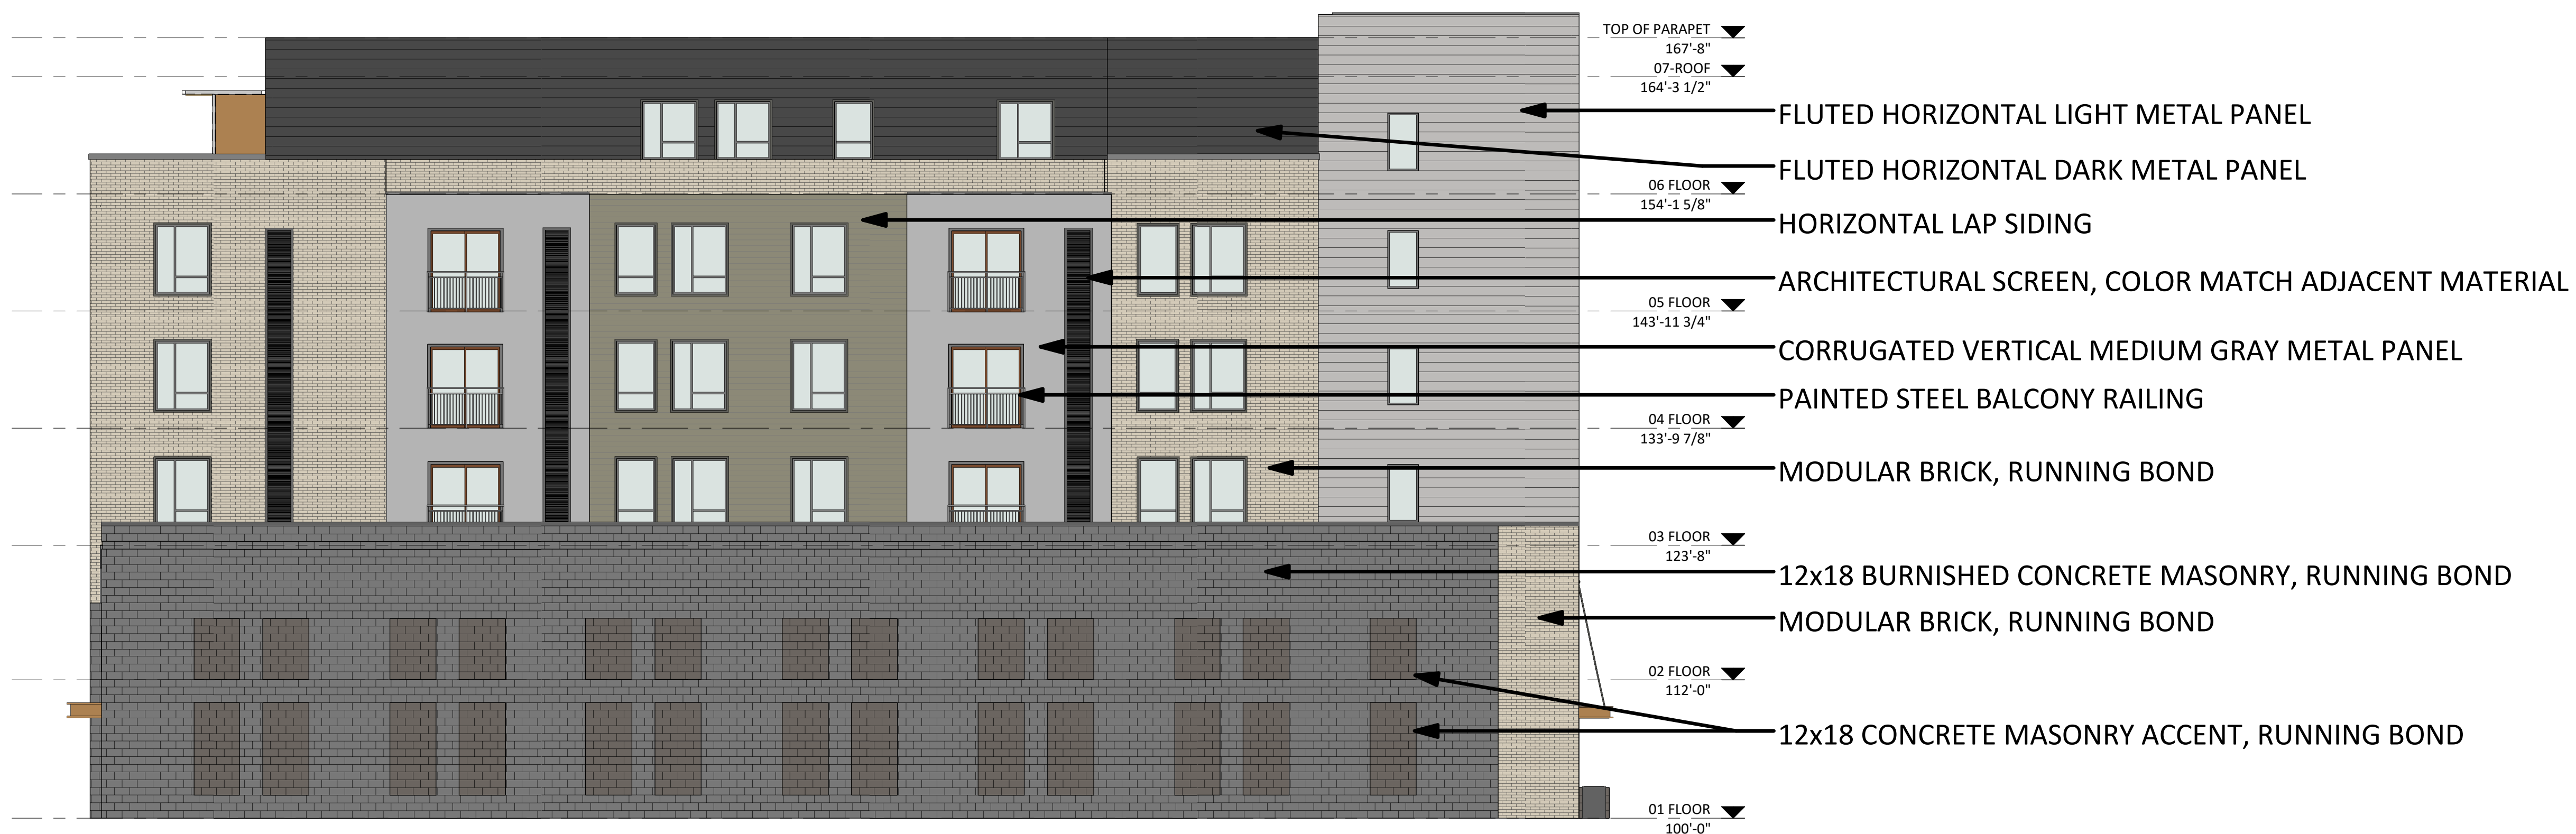 TOP OF PARAPET
167'-8"
07-ROOF
164'-3 1/2"
FLUTED HORIZONTAL LIGHT METAL PANEL
FLUTED HORIZONTAL DARK METAL PANEL
06 FLOOR
154'-1 5/8"
HORIZONTAL LAP SIDING
ARCHITECTURAL SCREEN, COLOR MATCH ADJACENT MATERIAL
05 FLOOR
143'-11 3/4"
CORRUGATED VERTICAL MEDIUM GRAY METAL PANEL
PAINTED STEEL BALCONY RAILING
04 FLOOR
133'-9 7/8"
MODULAR BRICK, RUNNING BOND
03 FLOOR
123'-8"
12x18 BURNISHED CONCRETE MASONRY, RUNNING BOND
MODULAR BRICK, RUNNING BOND
02 FLOOR
112'-0"
12x18 CONCRETE MASONRY ACCENT, RUNNING BOND
01 FLOOR
100'-0"